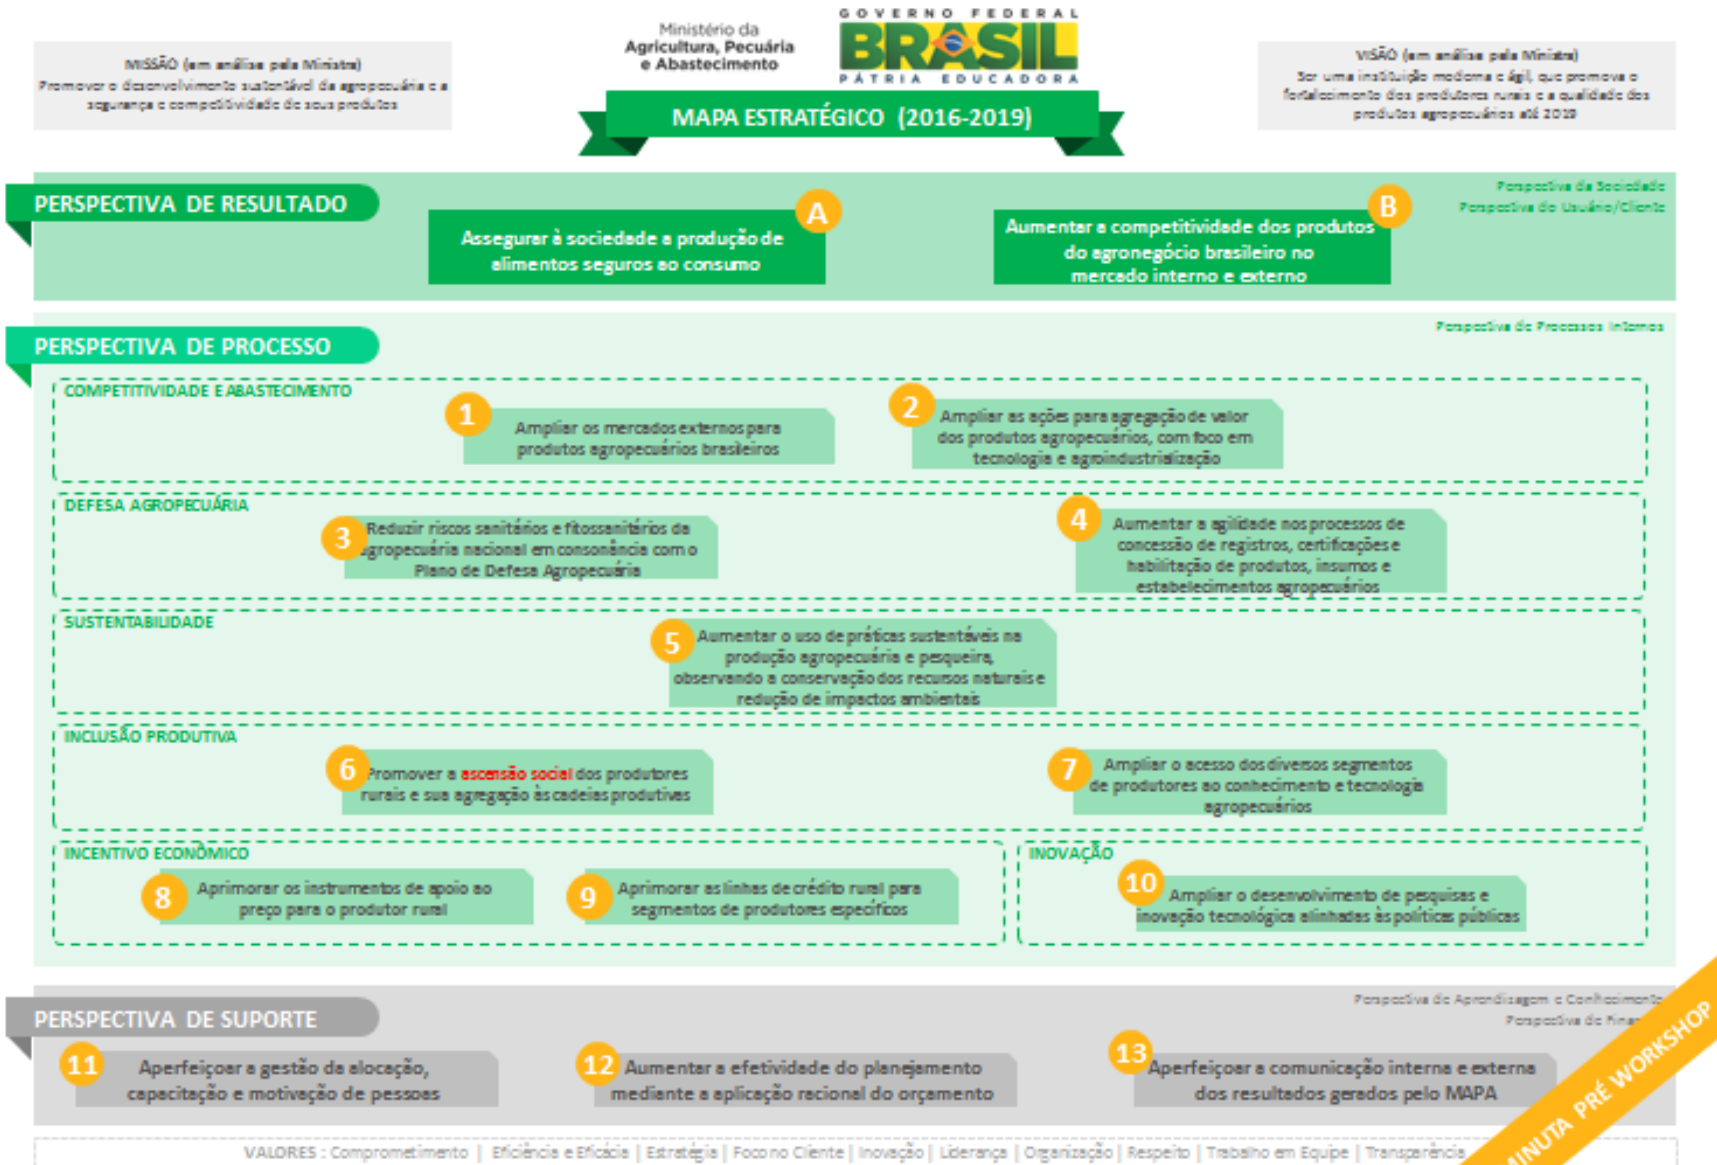 GOVERNO FEDERAL
Ministério da
Agricultura, Pecuária
e Abastecimento
BRASIL
PÁTRIA EDUCADORA
MISSÃO (em análise pela Ministra)
Promover o desenvolvimento sustentável da agropecuária e a
segurança e competitividade de seus produtos
MAPA ESTRATÉGICO (2016-2019)
VISÃO (em análise pela Ministra)
Ser uma instituição moderna e ágil, que promova o
fortalecimento dos produtores rurais e a qualidade dos
produtos agropecuários até 2019
PERSPECTIVA DE RESULTADO
Perspectiva da Sociedade
Perspectiva do Usuário/Cliente
A
Assegurar à sociedade a produção de
alimentos seguros ao consumo
B
Aumentar a competitividade dos produtos
do agronegócio brasileiro no
mercado interno e externo
PERSPECTIVA DE PROCESSO
Perspectiva de Processos Internos
COMPETITIVIDADE E ABASTECIMENTO
1
Ampliar os mercados externos para
produtos agropecuários brasileiros
2
Ampliar as ações para agregação de valor
dos produtos agropecuários, com foco em
tecnologia e agroindustrialização
DEFESA AGROPECUÁRIA
3
Reduzir riscos sanitários e fitossanitários da
agropecuária nacional em consonância com o
Plano de Defesa Agropecuária
4
Aumentar a agilidade nos processos de
concessão de registros, certificações e
habilitação de produtos, insumos e
estabelecimentos agropecuários
SUSTENTABILIDADE
5
Aumentar o uso de práticas sustentáveis na
produção agropecuária e pesqueira,
observando a conservação dos recursos naturais e
redução de impactos ambientais
INCLUSÃO PRODUTIVA
6
Promover a ascensão social dos produtores
rurais e sua agregação às cadeias produtivas
7
Ampliar o acesso dos diversos segmentos
de produtores ao conhecimento e tecnologia
agropecuários
INCENTIVO ECONÔMICO
8
Aprimorar os instrumentos de apoio ao
preço para o produtor rural
9
Aprimorar as linhas de crédito rural para
segmentos de produtores específicos
INOVAÇÃO
10
Ampliar o desenvolvimento de pesquisas e
inovação tecnológica alinhadas às políticas públicas
PERSPECTIVA DE SUPORTE
Perspectiva de Aprendizagem e Conhecimento
Perspectiva de
11
Aperfeiçoar a gestão da alocação,
capacitação e motivação de pessoas
12
Aumentar a efetividade do planejamento
mediante a aplicação racional do orçamento
13
Aperfeiçoar a comunicação interna e externa
dos resultados gerados pelo MAPA
MINUTA PRÉ WORKSHOP
VALORES : Comprometimento | Eficiência e Eficácia | Estratégia | Foco no Cliente | Inovação | Liderança | Organização | Respeito | Trabalho em Equipe | Transparência